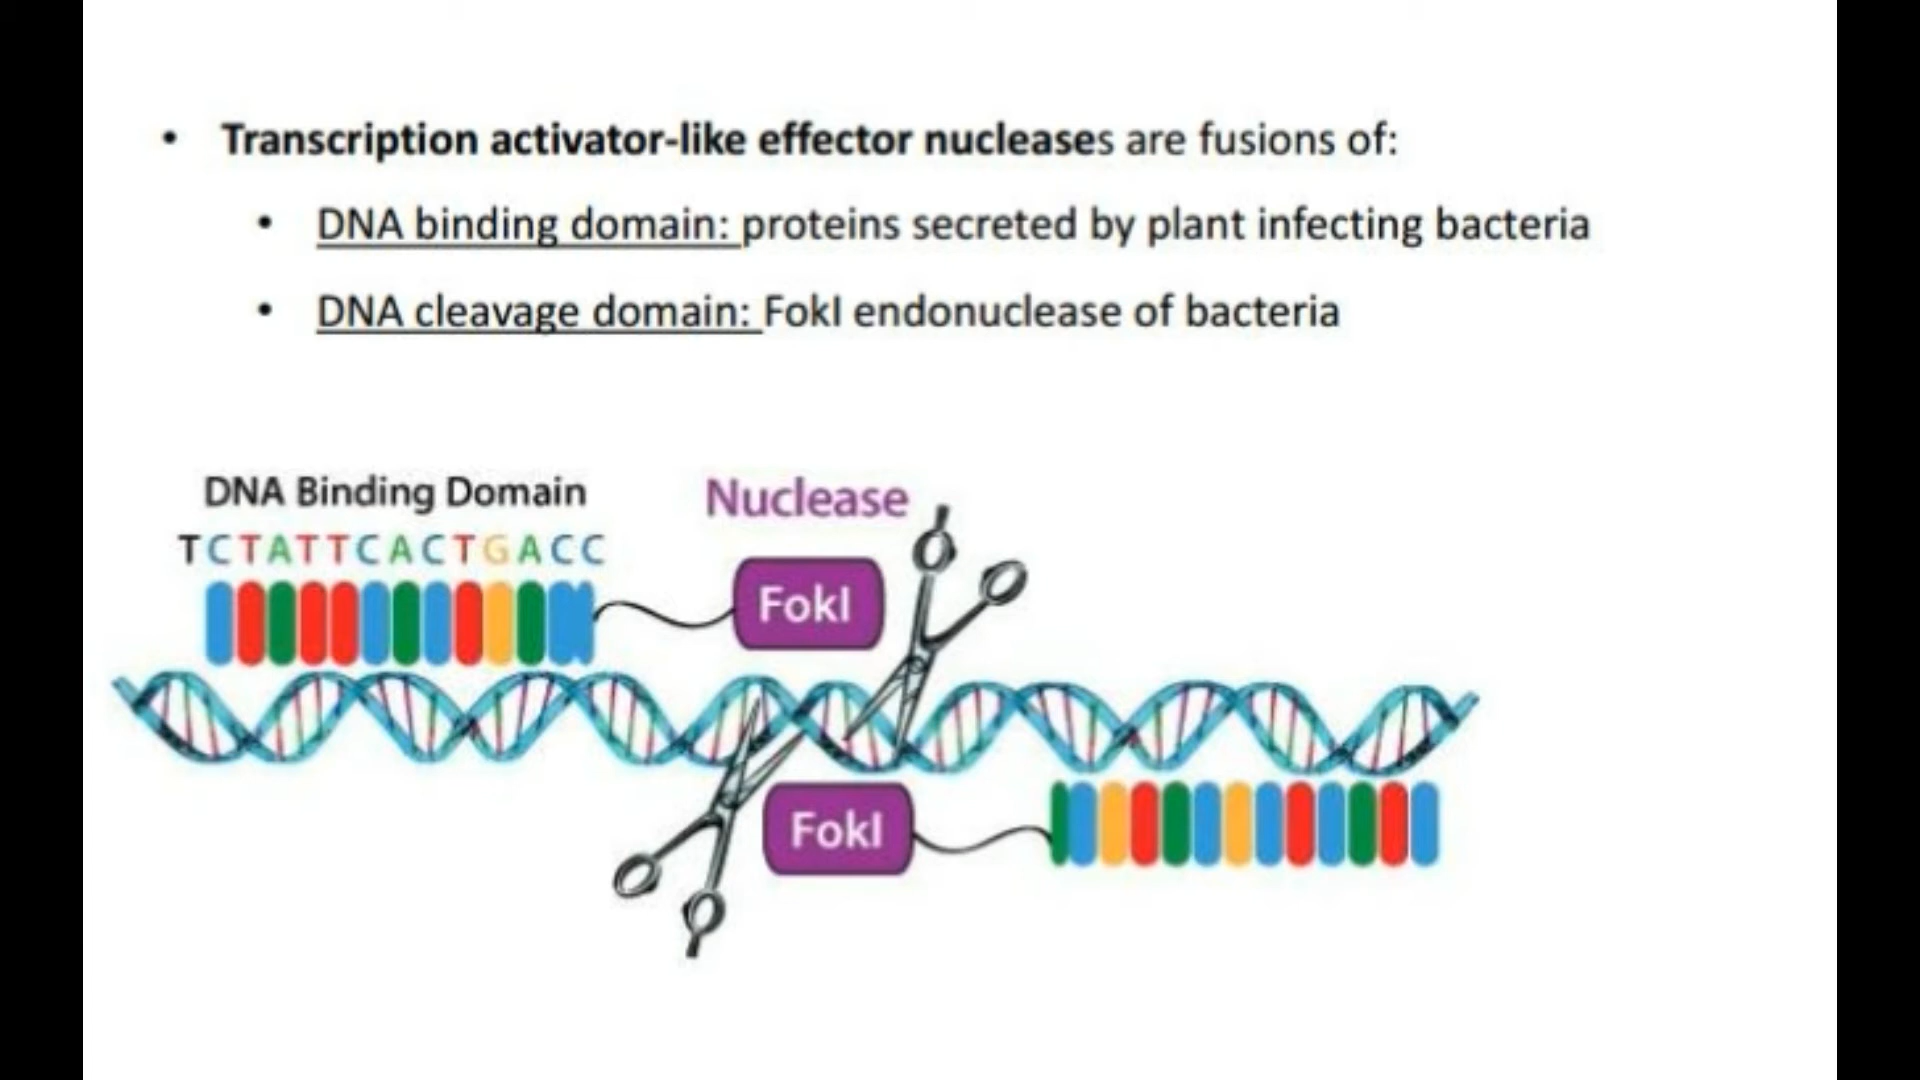 • Transcription activator-like effector nucleases are fusions of:
• DNA binding domain: proteins secreted by plant infecting bacteria
• DNA cleavage domain: FokI endonuclease of bacteria
DNA Binding Domain
TCTATTCACTGACC
Nuclease
FokI
FokI